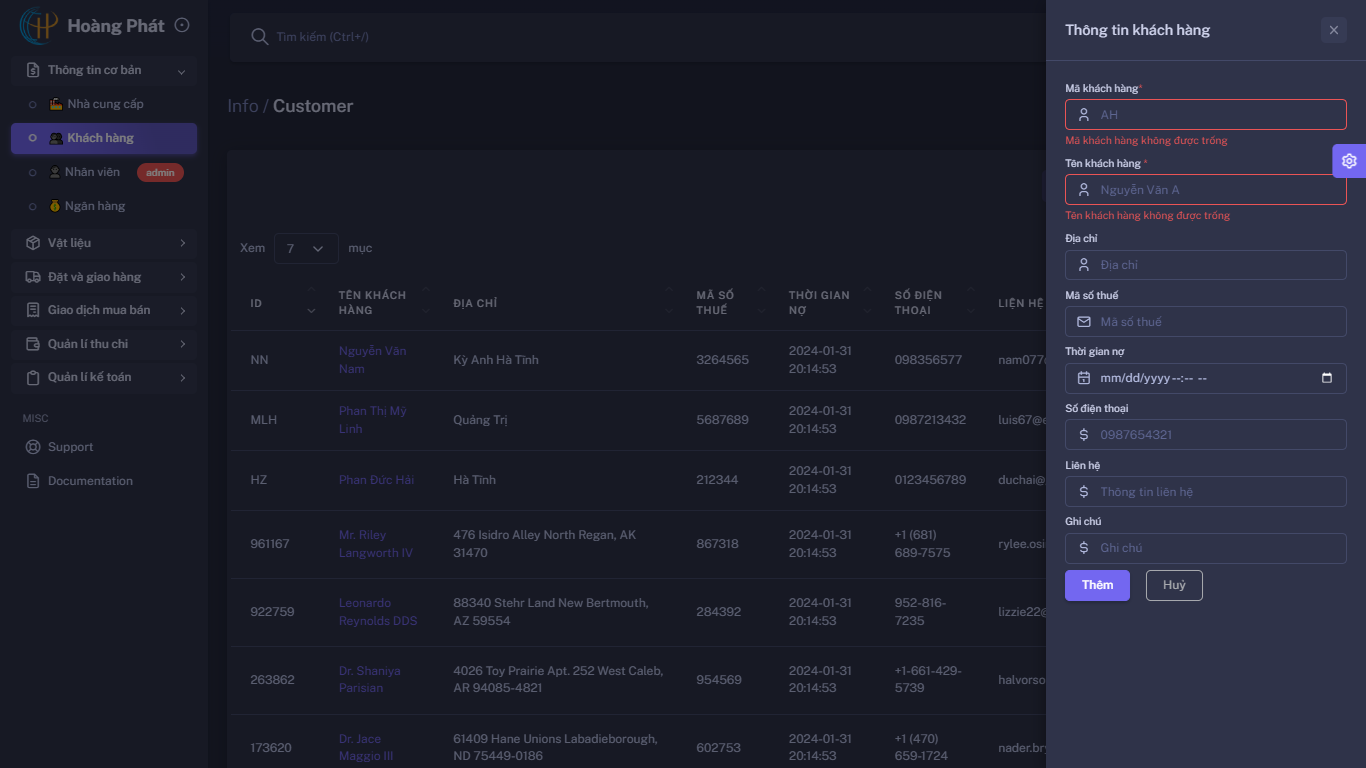 Hoàng Phát
Thông tin cơ bản
Nhà cung cấp
Khách hàng
Nhân viên admin
Ngân hàng
Vật liệu
Đặt và giao hàng
Giao dịch mua bán
Quản lí thu chi
Quản lí kế toán
MISC
Support
Documentation
Tìm kiếm (Ctrl+/)
Info / Customer
Xem 7 mục
ID TÊN KHÁCH HÀNG ĐỊA CHỈ MÃ SỐ THUẾ THỜI GIAN NỢ SỐ ĐIỆN THOẠI LIÊN HỆ
NN Nguyễn Văn Nam Kỳ Anh Hà Tĩnh 3264565 2024-01-31 20:14:53 098356577
MLH Phan Thị Mỹ Linh Quảng Trị 5687689 2024-01-31 20:14:53 0987213432
HZ Phan Đức Hải Hà Tĩnh 212344 2024-01-31 20:14:53 0123456789 duchai@
961167 Mr. Riley Langworth IV 476 Isidro Alley North Regan, AK 31470 867318 2024-01-31 20:14:53 +1 (681) 689-7575 rylee.osi
922759 Leonardo Reynolds DDS 88340 Stehr Land New Bertmouth, AZ 59554 284392 2024-01-31 20:14:53 952-816-7235 lizzie22@
263862 Dr. Shaniya Parisian 4026 Toy Prairie Apt. 252 West Caleb, AR 94085-4821 954569 2024-01-31 20:14:53 +1-661-429-5739 halvorso
173620 Dr. Jace Maggio III 61409 Hane Unions Labadieborough, ND 75449-0186 602753 2024-01-31 20:14:53 +1 (470) 659-1724 nader.br
Thông tin khách hàng
Mã khách hàng*
AH
Mã khách hàng không được trống
Tên khách hàng *
Nguyễn Văn A
Tên khách hàng không được trống
Địa chỉ
Địa chỉ
Mã số thuế
Mã số thuế
Thời gian nợ
mm/dd/yyyy --:-- --
Số điện thoại
0987654321
Liên hệ
Thông tin liên hệ
Ghi chú
Ghi chú
Thêm
Huỷ